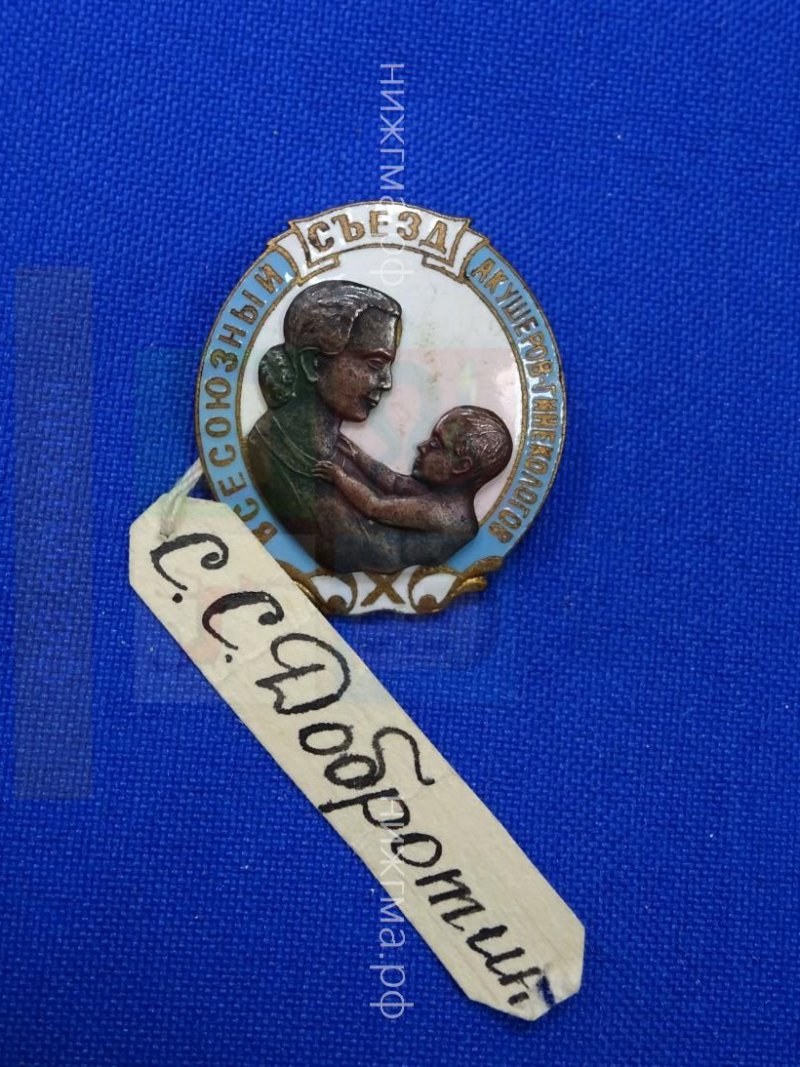 нижгма.рф
СЪЕЗД
ВСЕСОЮЗНЫЙ
АКУШЕРОВ-ГИНЕКОЛОГОВ
X
С.С.Добротин
нижгма.рф